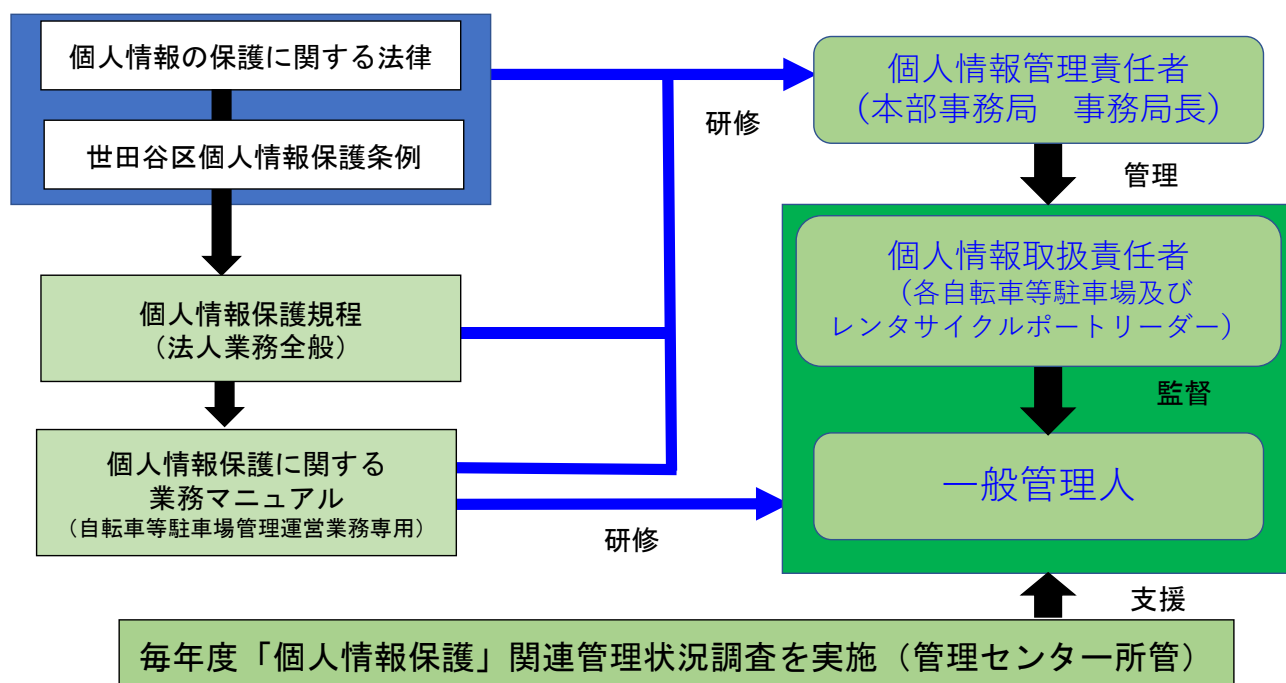 個人情報の保護に関する法律
世田谷区個人情報保護条例
個人情報保護規程
(法人業務全般)
個人情報保護に関する
業務マニュアル
(自転車等駐車場管理運営業務専用)
研修
研修
個人情報管理責任者
(本部事務局 事務局長)
管理
個人情報取扱責任者
(各自転車等駐車場及び
レンタサイクルポートリーダー)
監督
一般管理人
支援
毎年度「個人情報保護」関連管理状況調査を実施(管理センター所管)